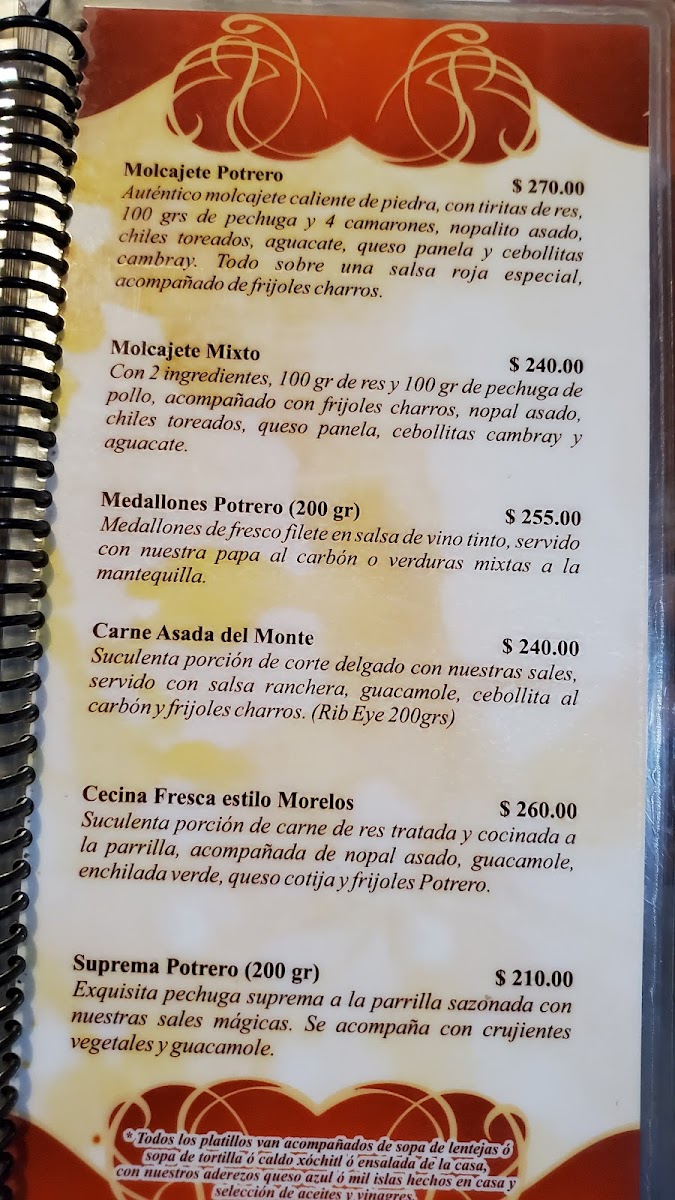 Molcajete Potrero
$ 270.00
Auténtico molcajete caliente de piedra, con tiritas de res,
100 grs de pechuga y 4 camarones, nopalito asado,
chiles toreados, aguacate, queso panela y cebollitas
cambray. Todo sobre una salsa roja especial,
acompañado de frijoles charros.
Molcajete Mixto
$ 240.00
Con 2 ingredientes, 100 gr de res y 100 gr de pechuga de
pollo, acompañado con frijoles charros, nopal asado,
chiles toreados, queso panela, cebollitas cambray y
aguacate.
Medallones Potrero (200 gr)
$ 255.00
Medallones de fresco filete en salsa de vino tinto, servido
con nuestra papa al carbón o verduras mixtas a la
mantequilla.
Carne Asada del Monte
$ 240.00
Suculenta porción de corte delgado con nuestras sales,
servido con salsa ranchera, guacamole, cebollita al
carbón y frijoles charros. (Rib Eye 200grs)
Cecina Fresca estilo Morelos
$ 260.00
Suculenta porción de carne de res tratada y cocinada a
la parrilla, acompañada de nopal asado, guacamole,
enchilada verde, queso cotija y frijoles Potrero.
Suprema Potrero (200 gr)
$ 210.00
Exquisita pechuga suprema a la parrilla sazonada con
nuestras sales mágicas. Se acompaña con crujientes
vegetales y guacamole.
* Todos los platillos van acompañados de sopa de lentejas ó
sopa de tortilla ó caldo xóchitl ó ensalada de la casa,
con nuestros aderezos queso azul ó mil islas hechos en casa y
selección de aceites y vinagres.